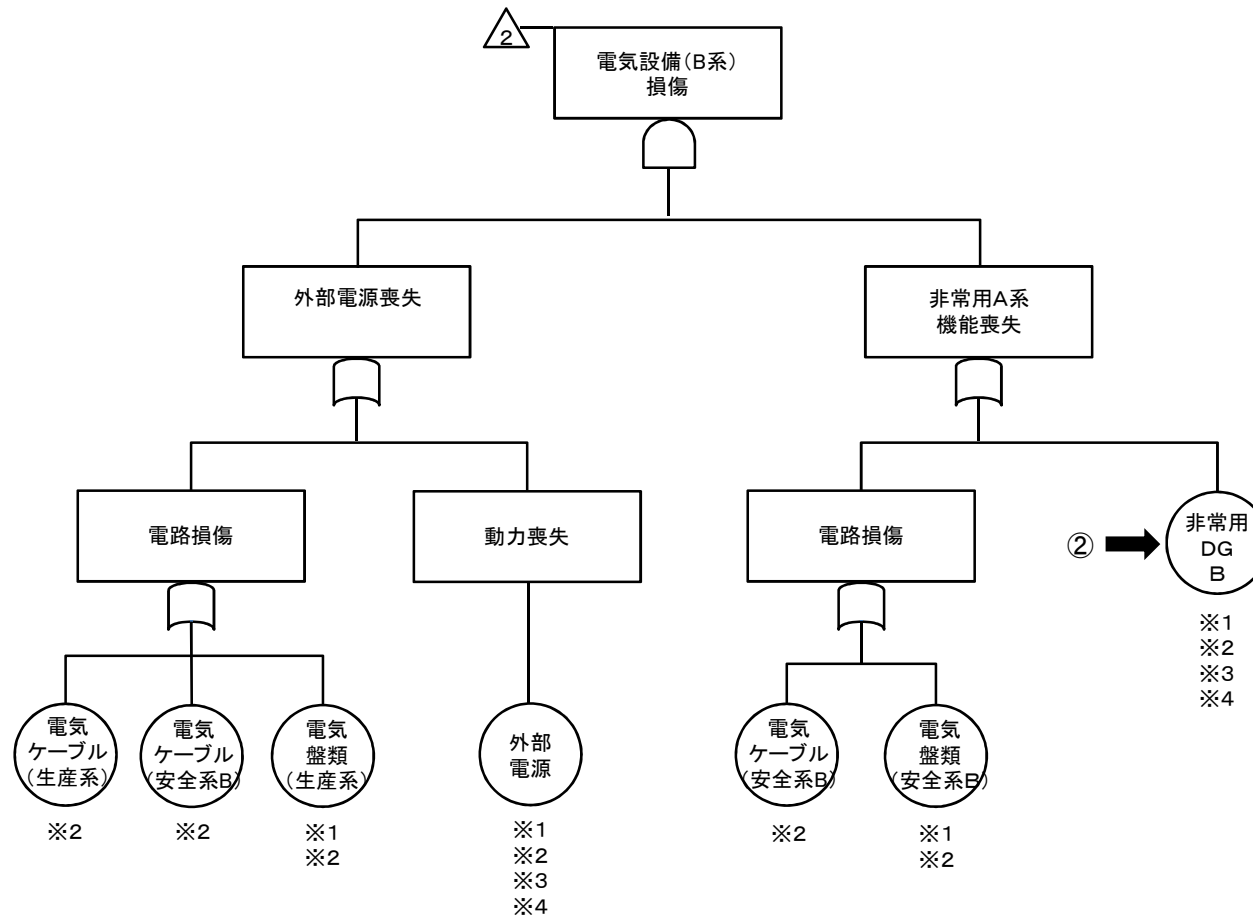 2
電気設備(B系)
損傷
外部電源喪失
非常用A系
機能喪失
電路損傷
動力喪失
電路損傷
②
非常用
DG
B
※1
※2
※3
※4
電気
ケーブル
(生産系)
※2
電気
ケーブル
(安全系B)
※2
電気
盤類
(生産系)
※1
※2
外部
電源
※1
※2
※3
※4
電気
ケーブル
(安全系B)
※2
電気
盤類
(安全系B)
※1
※2